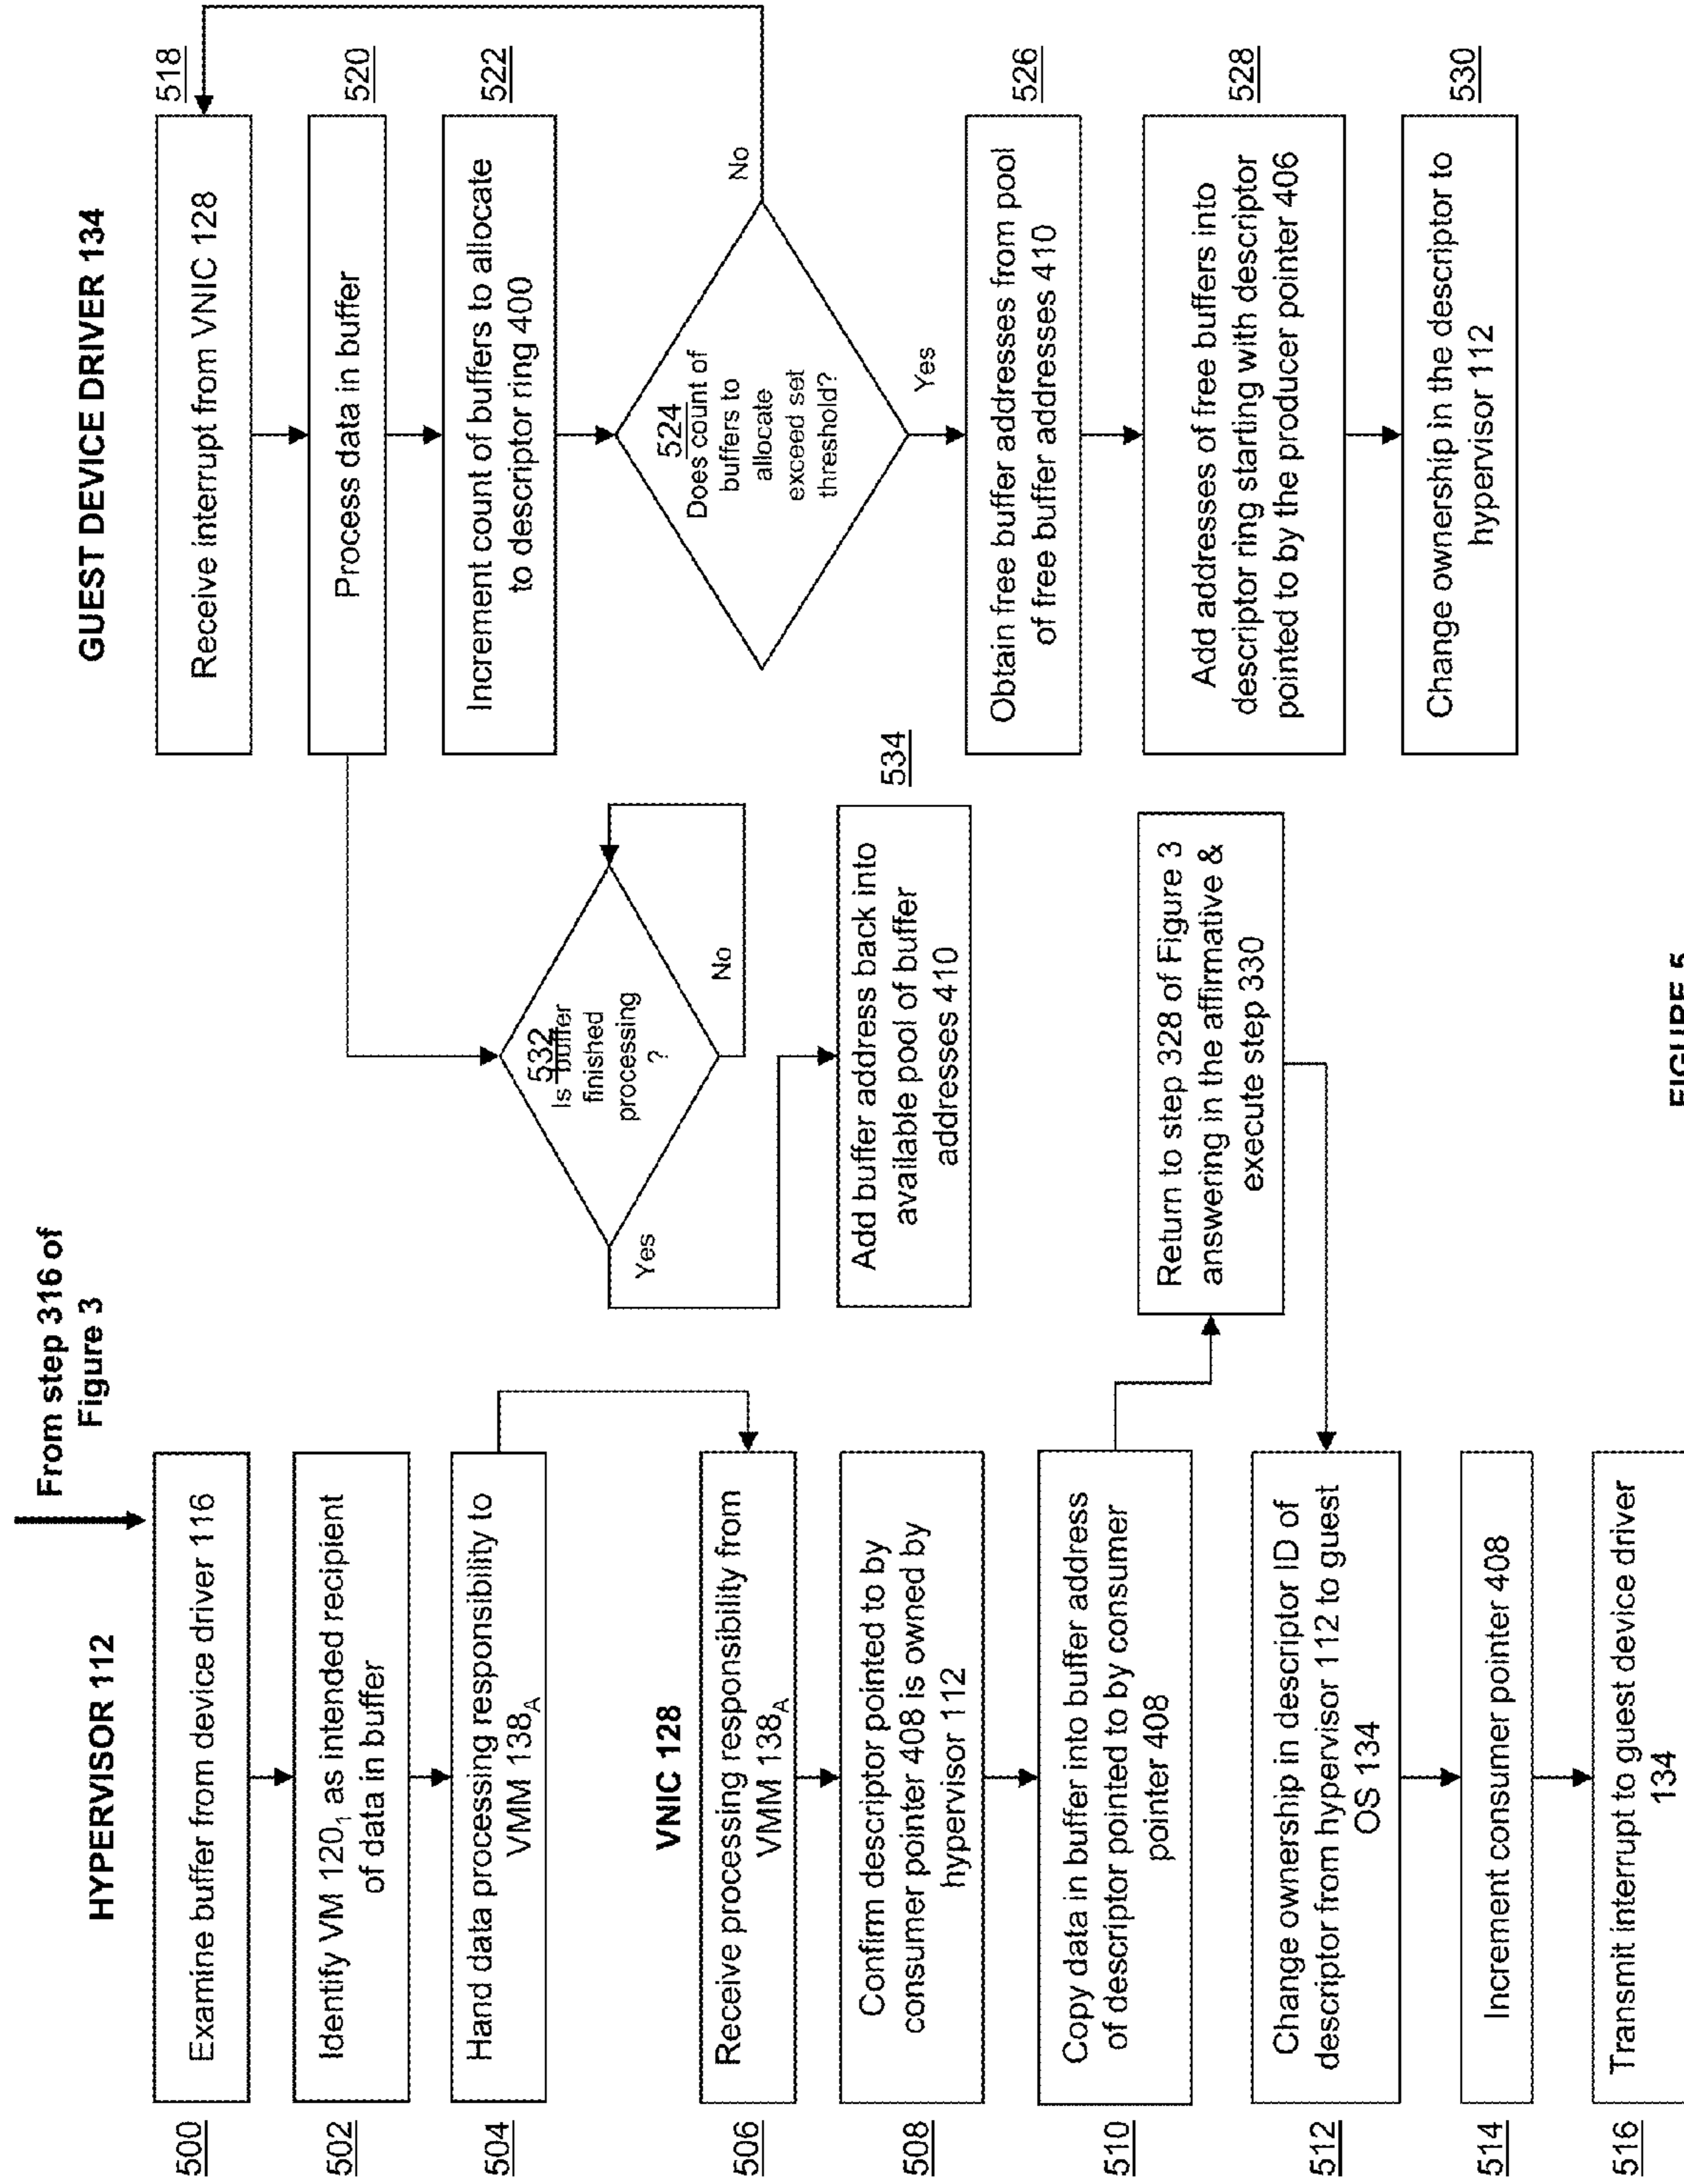 From step 316 of
Figure 3
HYPERVISOR 112
500
Examine buffer from device driver 116
502
Identify VM 120₁ as intended recipient
of data in buffer
504
Hand data processing responsibility to
VMM 138A
VNIC 128
506
Receive processing responsibility from
VMM 138A
508
Confirm descriptor pointed to by
consumer pointer 408 is owned by
hypervisor 112
510
Copy data in buffer into buffer address
of descriptor pointed to by consumer
pointer 408
Return to step 328 of Figure 3
answering in the affirmative &
execute step 330
512
Change ownership in descriptor ID of
descriptor from hypervisor 112 to guest
OS 134
514
Increment consumer pointer 408
516
Transmit interrupt to guest device driver
134
GUEST DEVICE DRIVER 134
518
Receive interrupt from VNIC 128
520
Process data in buffer
522
Increment count of buffers to allocate
to descriptor ring 400
524
Does count of
buffers to
allocate
exceed set
threshold?
No
Yes
526
Obtain free buffer addresses from pool
of free buffer addresses 410
528
Add addresses of free buffers into
descriptor ring starting with descriptor
pointed to by the producer pointer 406
530
Change ownership in the descriptor to
hypervisor 112
532
Is buffer
finished
processing
?
No
Yes
534
Add buffer address back into
available pool of buffer
addresses 410
FIGURE 5